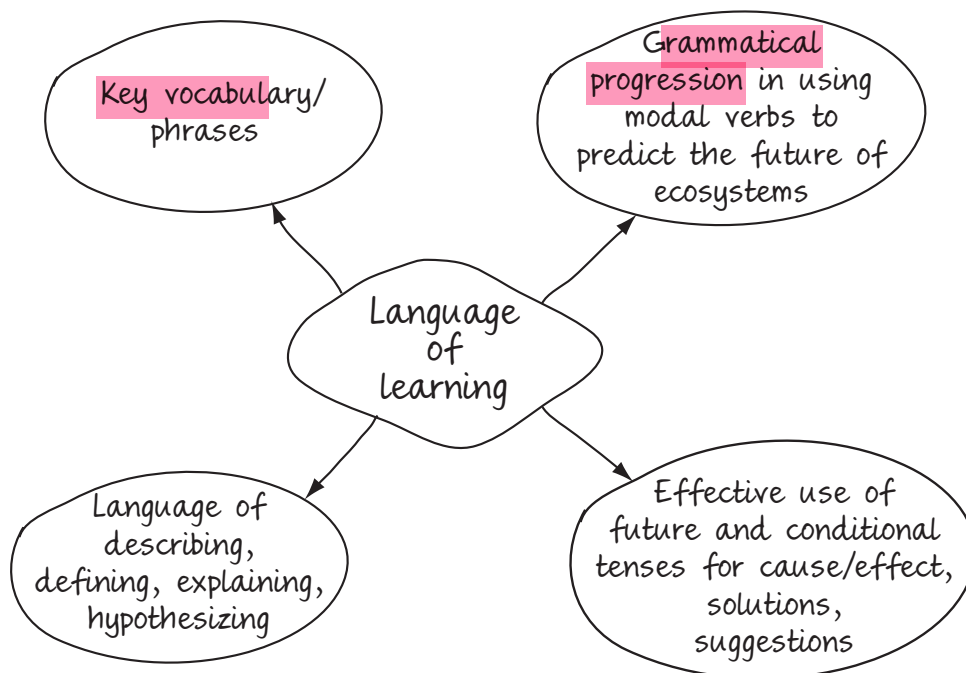 Key vocabulary/
phrases
Grammatical
progression in using
modal verbs to
predict the future of
ecosystems
Language
of
learning
Language of
describing,
defining, explaining,
hypothesizing
Effective use of
future and conditional
tenses for cause/effect,
solutions,
suggestions